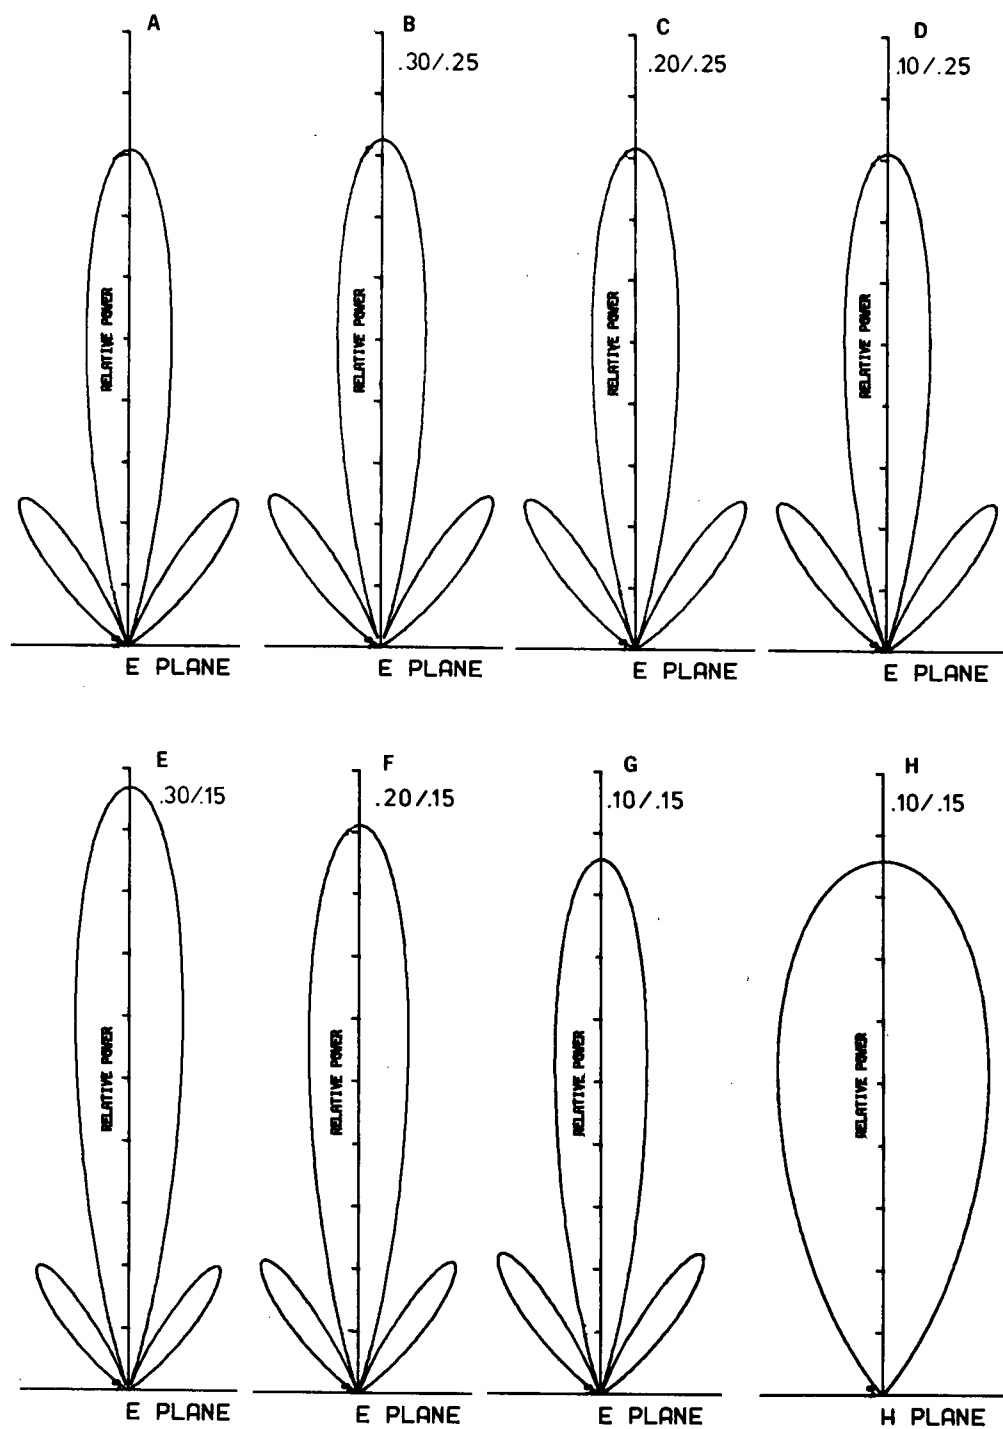 A
B
.30/.25
C
.20/.25
D
.10/.25
RELATIVE POWER
RELATIVE POWER
RELATIVE POWER
RELATIVE POWER
E PLANE
E PLANE
E PLANE
E PLANE
E
.30/.15
F
.20/.15
G
.10/.15
H
.10/.15
RELATIVE POWER
RELATIVE POWER
RELATIVE POWER
RELATIVE POWER
E PLANE
E PLANE
E PLANE
H PLANE